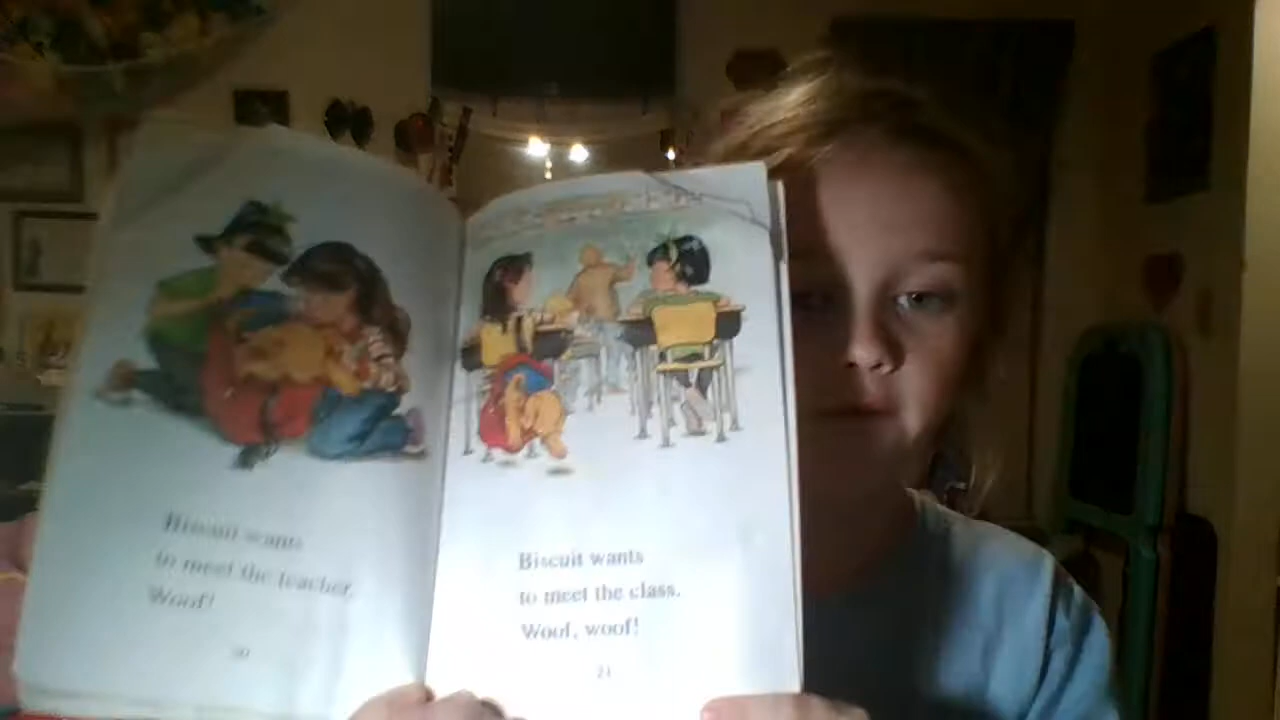 Biscuit wants
to meet the teacher.
Woof!
20
Biscuit wants
to meet the class.
Woof, woof!
21